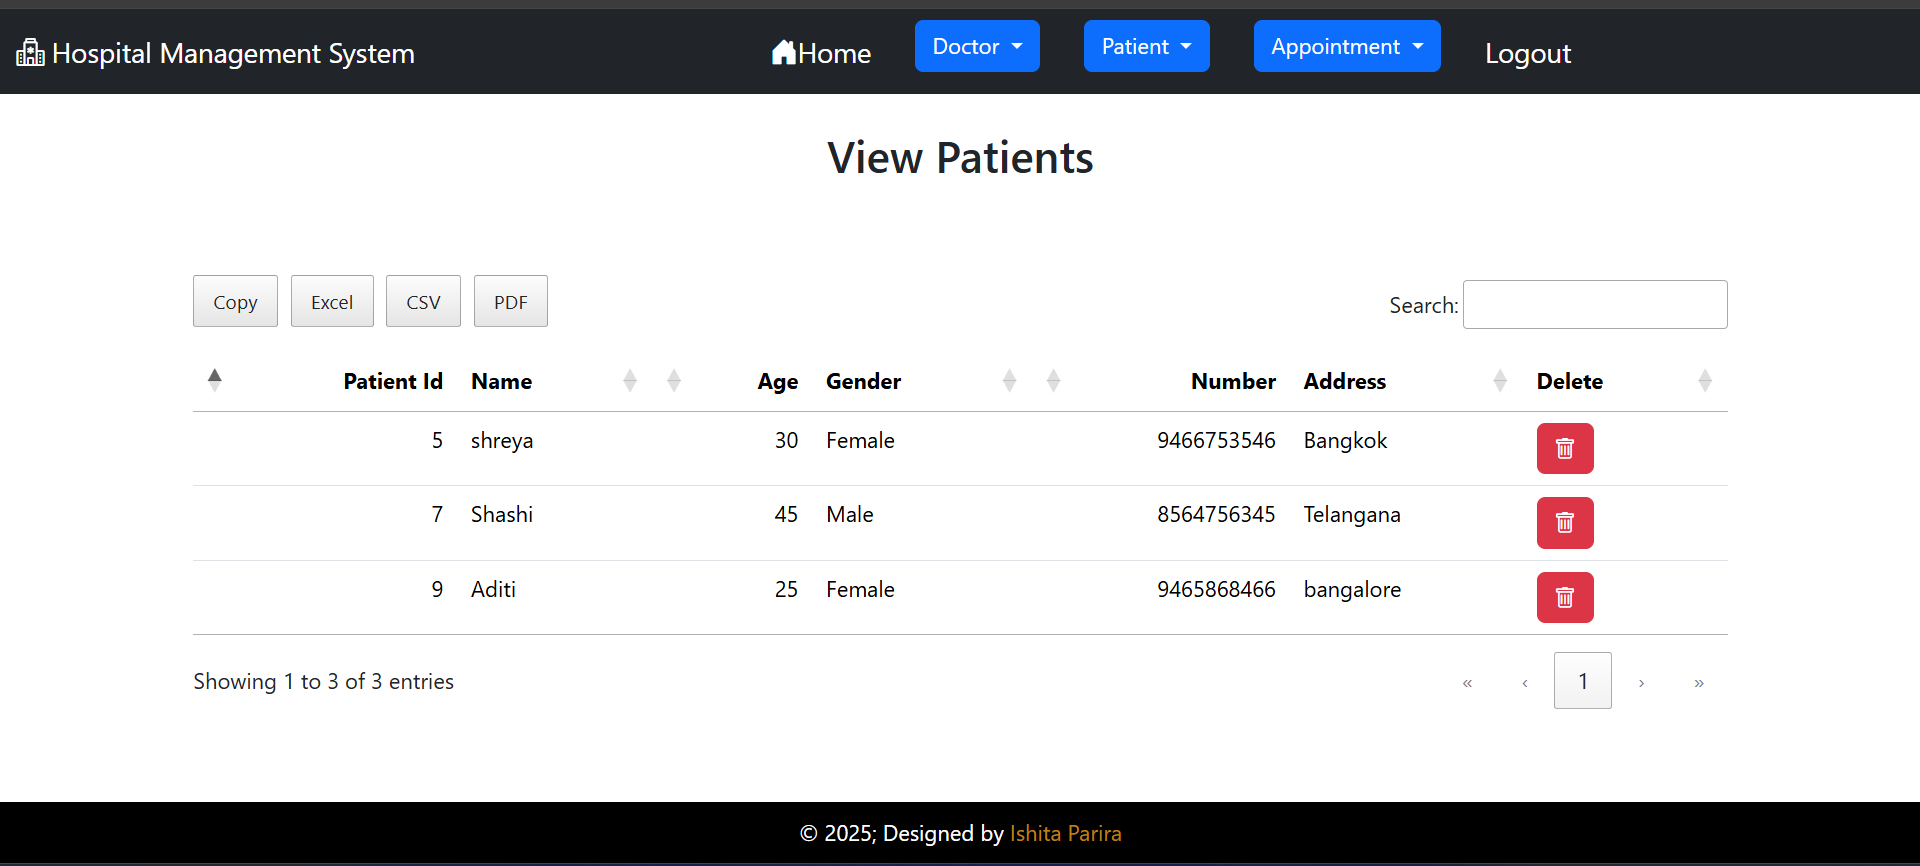 Hospital Management System Home Doctor Patient Appointment Logout
View Patients
Copy Excel CSV PDF Search:
Patient Id Name Age Gender Number Address Delete
5 shreya 30 Female 9466753546 Bangkok
7 Shashi 45 Male 8564756345 Telangana
9 Aditi 25 Female 9465868466 bangalore
Showing 1 to 3 of 3 entries « ‹ 1 › »
© 2025; Designed by Ishita Parira